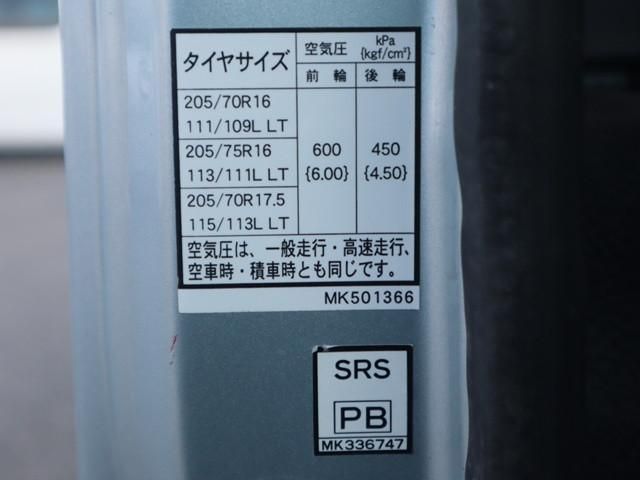 タイヤサイズ 空気圧 kPa {kgf/cm²}
前輪 後輪
205/70R16
111/109L LT
205/75R16 600 450
113/111L LT {6.00} {4.50}
205/70R17.5
115/113L LT
空気圧は、一般走行・高速走行、
空車時・積車時とも同じです。
MK501366
SRS
PB
MK336747